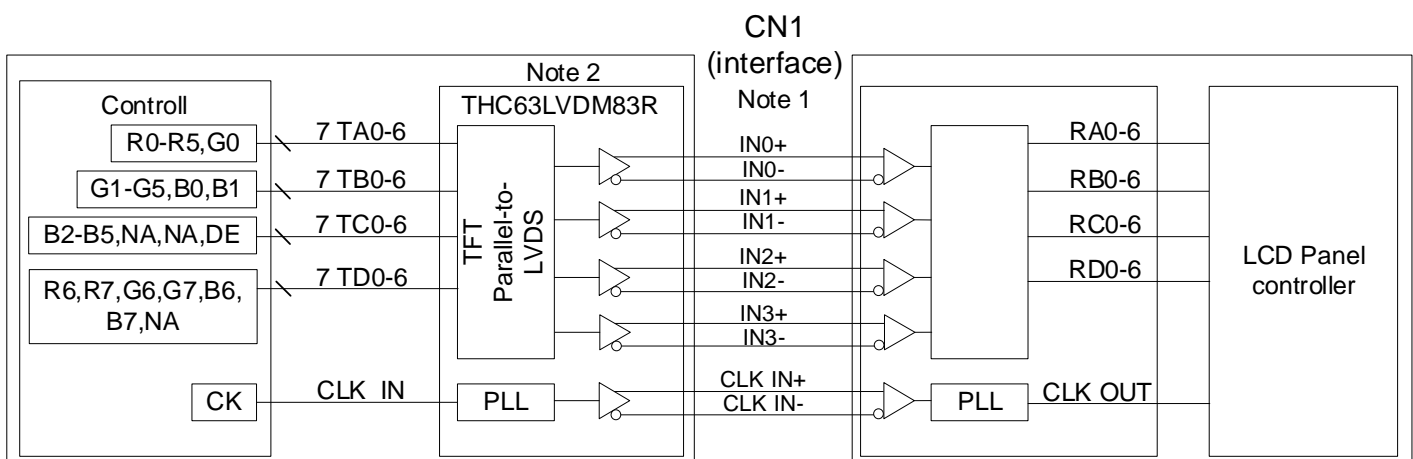 CN1
(interface)
Note 1
Note 2
THC63LVDM83R
Controll
R0-R5,G0
7 TA0-6
G1-G5,B0,B1
7 TB0-6
B2-B5,NA,NA,DE
7 TC0-6
R6,R7,G6,G7,B6,
B7,NA
7 TD0-6
CK
CLK IN
TFT
Parallel-to-
LVDS
PLL
IN0+
IN0-
IN1+
IN1-
IN2+
IN2-
IN3+
IN3-
CLK IN+
CLK IN-
PLL
RA0-6
RB0-6
RC0-6
RD0-6
CLK OUT
LCD Panel
controller